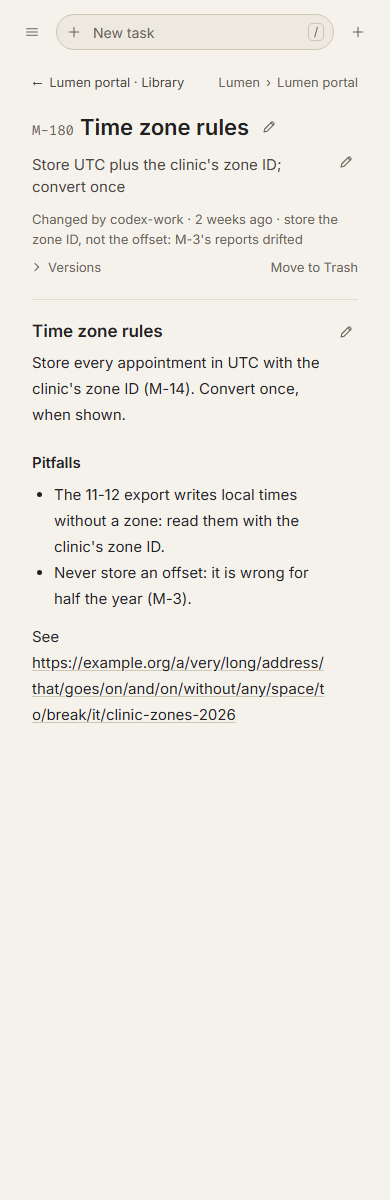 New task /
← Lumen portal · Library Lumen › Lumen portal
M-180 Time zone rules
Store UTC plus the clinic's zone ID;
convert once
Changed by codex-work · 2 weeks ago · store the
zone ID, not the offset: M-3's reports drifted
Versions Move to Trash
Time zone rules
Store every appointment in UTC with the
clinic's zone ID (M-14). Convert once,
when shown.
Pitfalls
• The 11-12 export writes local times
without a zone: read them with the
clinic's zone ID.
• Never store an offset: it is wrong for
half the year (M-3).
See
https://example.org/a/very/long/address/
that/goes/on/and/on/without/any/space/t
o/break/it/clinic-zones-2026